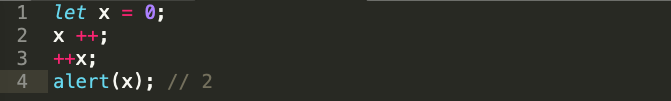 1 let x = 0;
2 x ++;
3 ++x;
4 alert(x); // 2